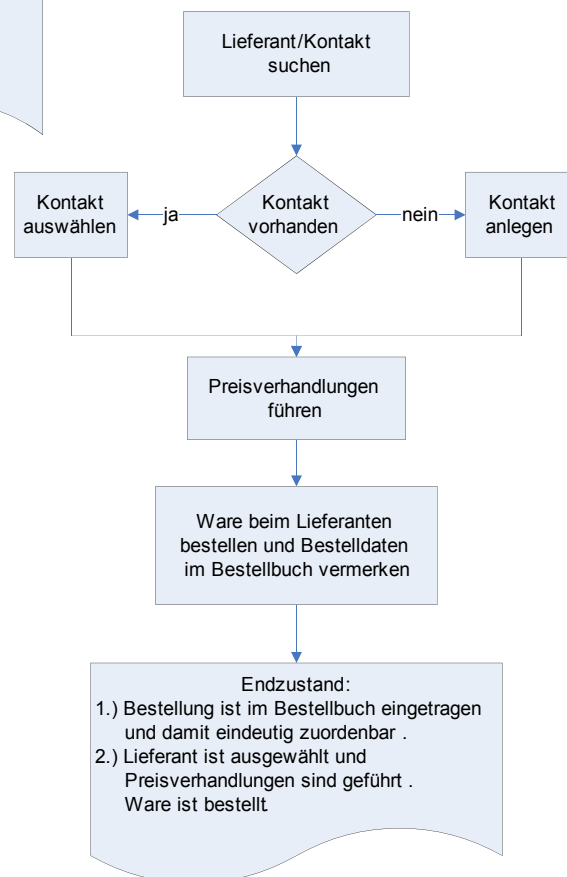 Lieferant/Kontakt
suchen
Kontakt
auswählen
ja
Kontakt
vorhanden
nein
Kontakt
anlegen
Preisverhandlungen
führen
Ware beim Lieferanten
bestellen und Bestelldaten
im Bestellbuch vermerken
Endzustand:
1.) Bestellung ist im Bestellbuch eingetragen
und damit eindeutig zuordenbar .
2.) Lieferant ist ausgewählt und
Preisverhandlungen sind geführt .
Ware ist bestellt.